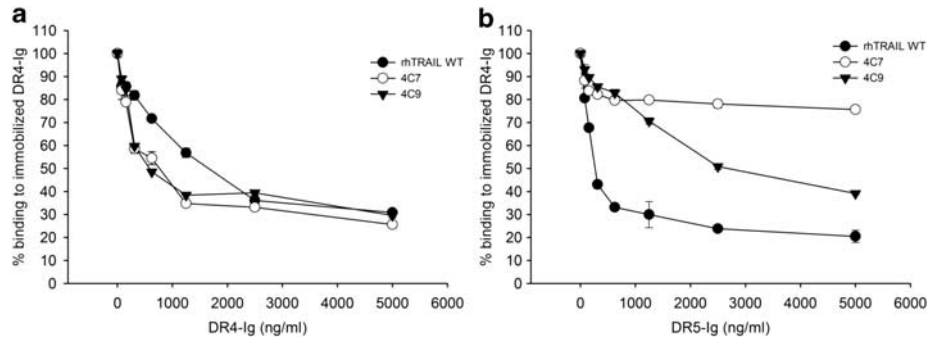 a
% binding to immobilized DR4-Ig
110
100
90
80
70
60
50
40
30
20
10
0
rhTRAIL WT
4C7
4C9
0 1000 2000 3000 4000 5000 6000
DR4-Ig (ng/ml)
b
% binding to immobilized DR4-Ig
110
100
90
80
70
60
50
40
30
20
10
0
rhTRAIL WT
4C7
4C9
0 1000 2000 3000 4000 5000 6000
DR5-Ig (ng/ml)